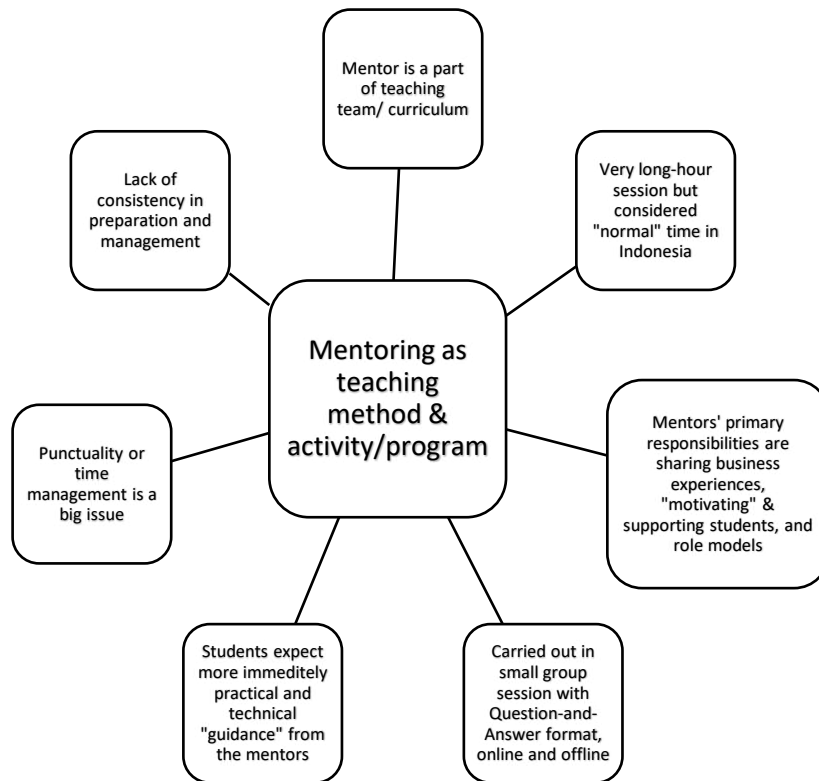 Mentor is a part
of teaching
team/ curriculum
Very long-hour
session but
considered
"normal" time in
Indonesia
Mentors' primary
responsibilities are
sharing business
experiences,
"motivating" &
supporting students, and
role models
Carried out in
small group
session with
Question-and-
Answer format,
online and offline
Students expect
more immeditely
practical and
technical
"guidance" from
the mentors
Punctuality or
time
management is a
big issue
Lack of
consistency in
preparation and
management
Mentoring as
teaching
method &
activity/program